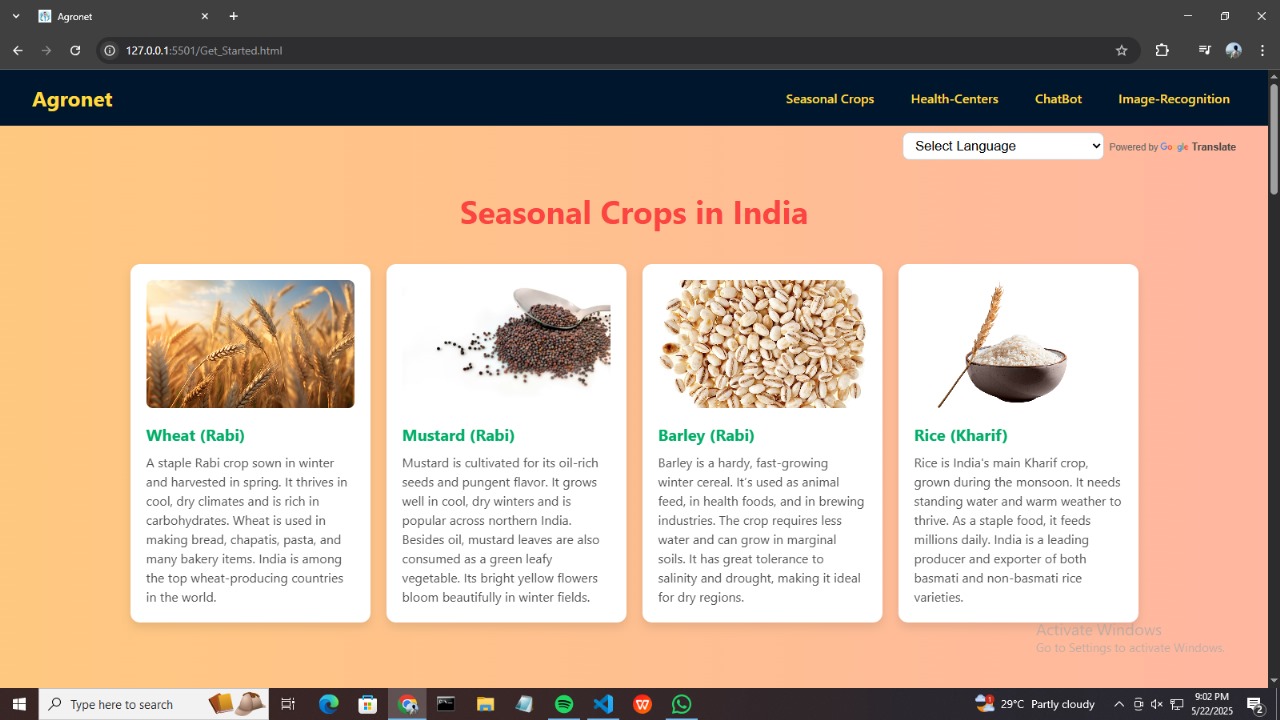 Agronet
127.0.0.1:5501/Get_Started.html
Agronet
Seasonal Crops
Health-Centers
ChatBot
Image-Recognition
Select Language
Powered by Google Translate
Seasonal Crops in India
Wheat (Rabi)
A staple Rabi crop sown in winter
and harvested in spring. It thrives in
cool, dry climates and is rich in
carbohydrates. Wheat is used in
making bread, chapatis, pasta, and
many bakery items. India is among
the top wheat-producing countries
in the world.
Mustard (Rabi)
Mustard is cultivated for its oil-rich
seeds and pungent flavor. It grows
well in cool, dry winters and is
popular across northern India.
Besides oil, mustard leaves are also
consumed as a green leafy
vegetable. Its bright yellow flowers
bloom beautifully in winter fields.
Barley (Rabi)
Barley is a hardy, fast-growing
winter cereal. It's used as animal
feed, in health foods, and in brewing
industries. The crop requires less
water and can grow in marginal
soils. It has great tolerance to
salinity and drought, making it ideal
for dry regions.
Rice (Kharif)
Rice is India's main Kharif crop,
grown during the monsoon. It needs
standing water and warm weather to
thrive. As a staple food, it feeds
millions daily. India is a leading
producer and exporter of both
basmati and non-basmati rice
varieties.
Activate Windows
Go to Settings to activate Windows.
Type here to search
1
29°C Partly cloudy
9:02 PM
5/22/2025
2